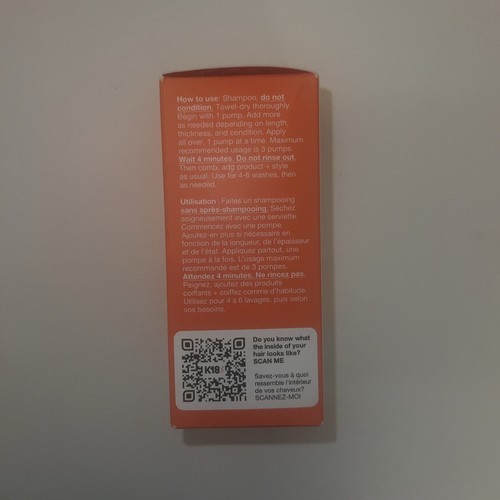 How to use: Shampoo, do not
condition. Towel-dry thoroughly.
Begin with 1 pump. Add more
as needed depending on length,
thickness, and condition. Apply
all over, 1 pump at a time. Maximum
recommended usage is 3 pumps.
Wait 4 minutes. Do not rinse out.
Then comb, add product + style
as usual. Use for 4-6 washes, then
as needed.
Utilisation : Faites un shampooing
sans après-shampooing. Séchez
soigneusement avec une serviette.
Commencez avec une pompe.
Ajoutez-en plus si nécessaire en
fonction de la longueur, de l'épaisseur
et de l'état. Appliquez partout, une
pompe à la fois. L'usage maximum
recommandé est de 3 pompes.
Attendez 4 minutes. Ne rincez pas.
Peignez, ajoutez des produits
coiffants + coiffez comme d'habitude.
Utilisez pour 4 à 6 lavages, puis selon
vos besoins.
K18
Do you know what
the inside of your
hair looks like?
SCAN ME
Savez-vous à quoi
ressemble l'intérieur
de vos cheveux?
SCANNEZ-MOI